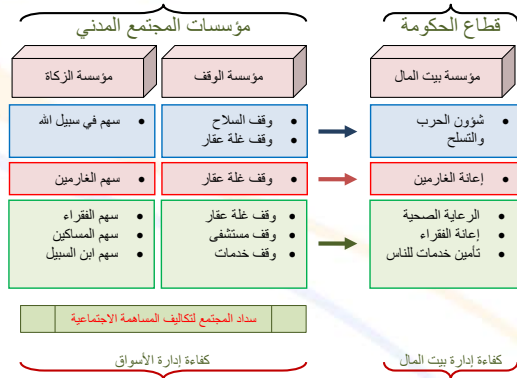 قطاع الحكومة
مؤسسات المجتمع المدني
مؤسسة بيت المال
مؤسسة الوقف
مؤسسة الزكاة
• شؤون الحرب
والتسلح
• وقف السلاح
• وقف غلة عقار
• سهم في سبيل الله
• إعانة الغارمين
• وقف غلة عقار
• سهم الغارمين
• الرعاية الصحية
• إعانة الفقراء
• تأمين خدمات للناس
• وقف غلة عقار
• وقف مستشفى
• وقف خدمات
• سهم الفقراء
• سهم المساكين
• سهم ابن السبيل
سداد المجتمع لتكاليف المساهمة الاجتماعية
كفاءة إدارة بيت المال
كفاءة إدارة الأسواق